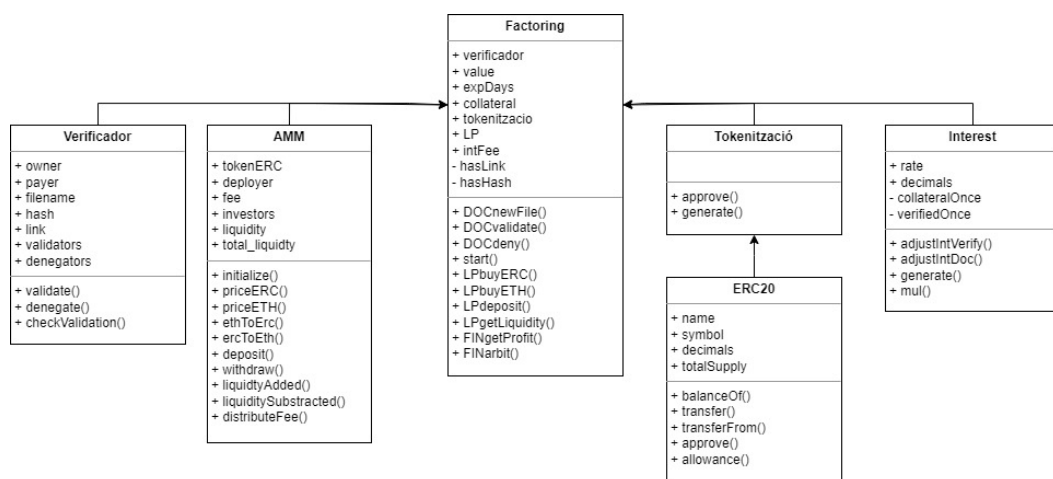 Factoring
+ verificador
+ value
+ expDays
+ collateral
+ tokenitzacio
+ LP
+ intFee
- hasLink
- hasHash
+ DOCnewFile()
+ DOCvalidate()
+ DOCdeny()
+ start()
+ LPbuyERC()
+ LPbuyETH()
+ LPdeposit()
+ LPgetLiquidity()
+ FINgetProfit()
+ FINarbit()
Verificador
+ owner
+ payer
+ filename
+ hash
+ link
+ validators
+ denegators
+ validate()
+ denegate()
+ checkValidation()
AMM
+ tokenERC
+ deployer
+ fee
+ investors
+ liquidity
+ total_liquidty
+ initialize()
+ priceERC()
+ priceETH()
+ ethToErc()
+ ercToEth()
+ deposit()
+ withdraw()
+ liquidtyAdded()
+ liquiditySubstracted()
+ distributeFee()
Tokenització
+ approve()
+ generate()
ERC20
+ name
+ symbol
+ decimals
+ totalSupply
+ balanceOf()
+ transfer()
+ transferFrom()
+ approve()
+ allowance()
Interest
+ rate
+ decimals
- collateralOnce
- verifiedOnce
+ adjustIntVerify()
+ adjustIntDoc()
+ generate()
+ mul()